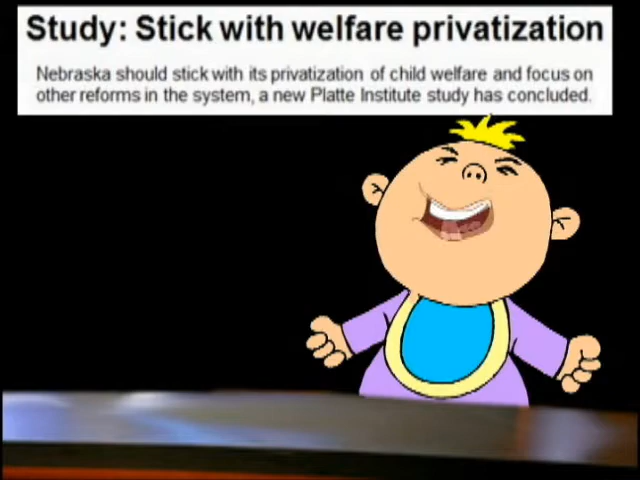 Study: Stick with welfare privatization
Nebraska should stick with its privatization of child welfare and focus on
other reforms in the system, a new Platte Institute study has concluded.